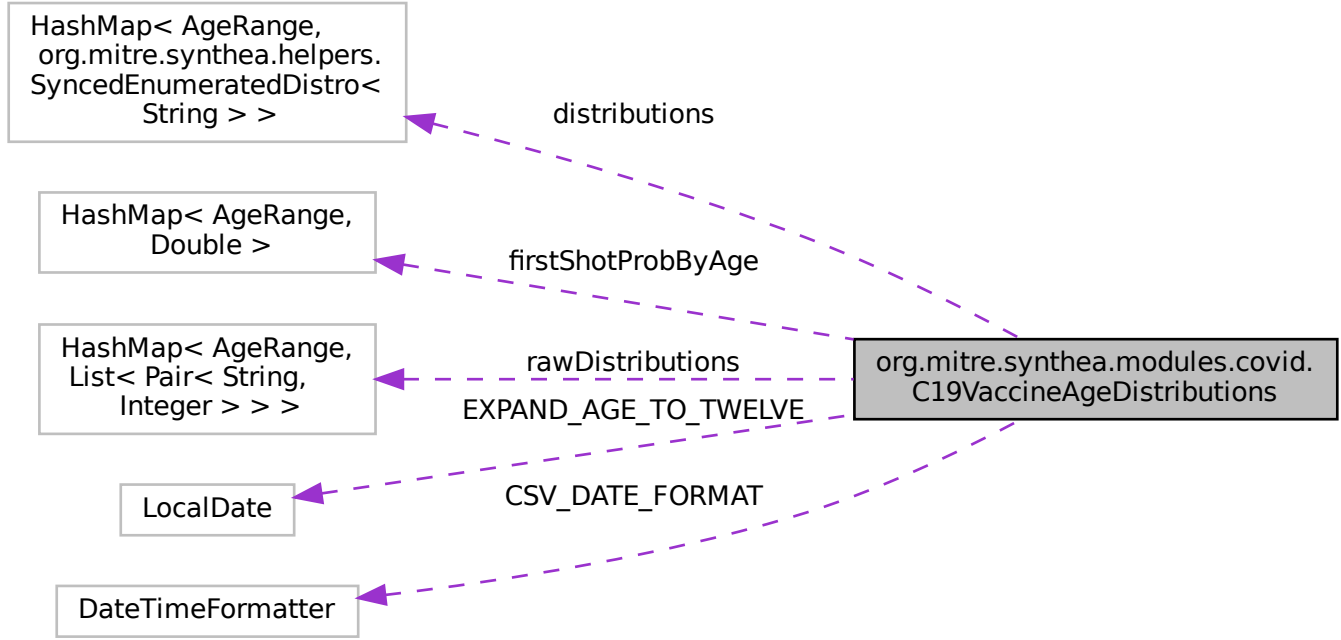 HashMap< AgeRange,
org.mitre.synthea.helpers.
SyncedEnumeratedDistro<
String > >
distributions
HashMap< AgeRange,
Double >
firstShotProbByAge
HashMap< AgeRange,
List< Pair< String,
Integer > > >
rawDistributions
EXPAND_AGE_TO_TWELVE
org.mitre.synthea.modules.covid.
C19VaccineAgeDistributions
LocalDate
CSV_DATE_FORMAT
DateTimeFormatter